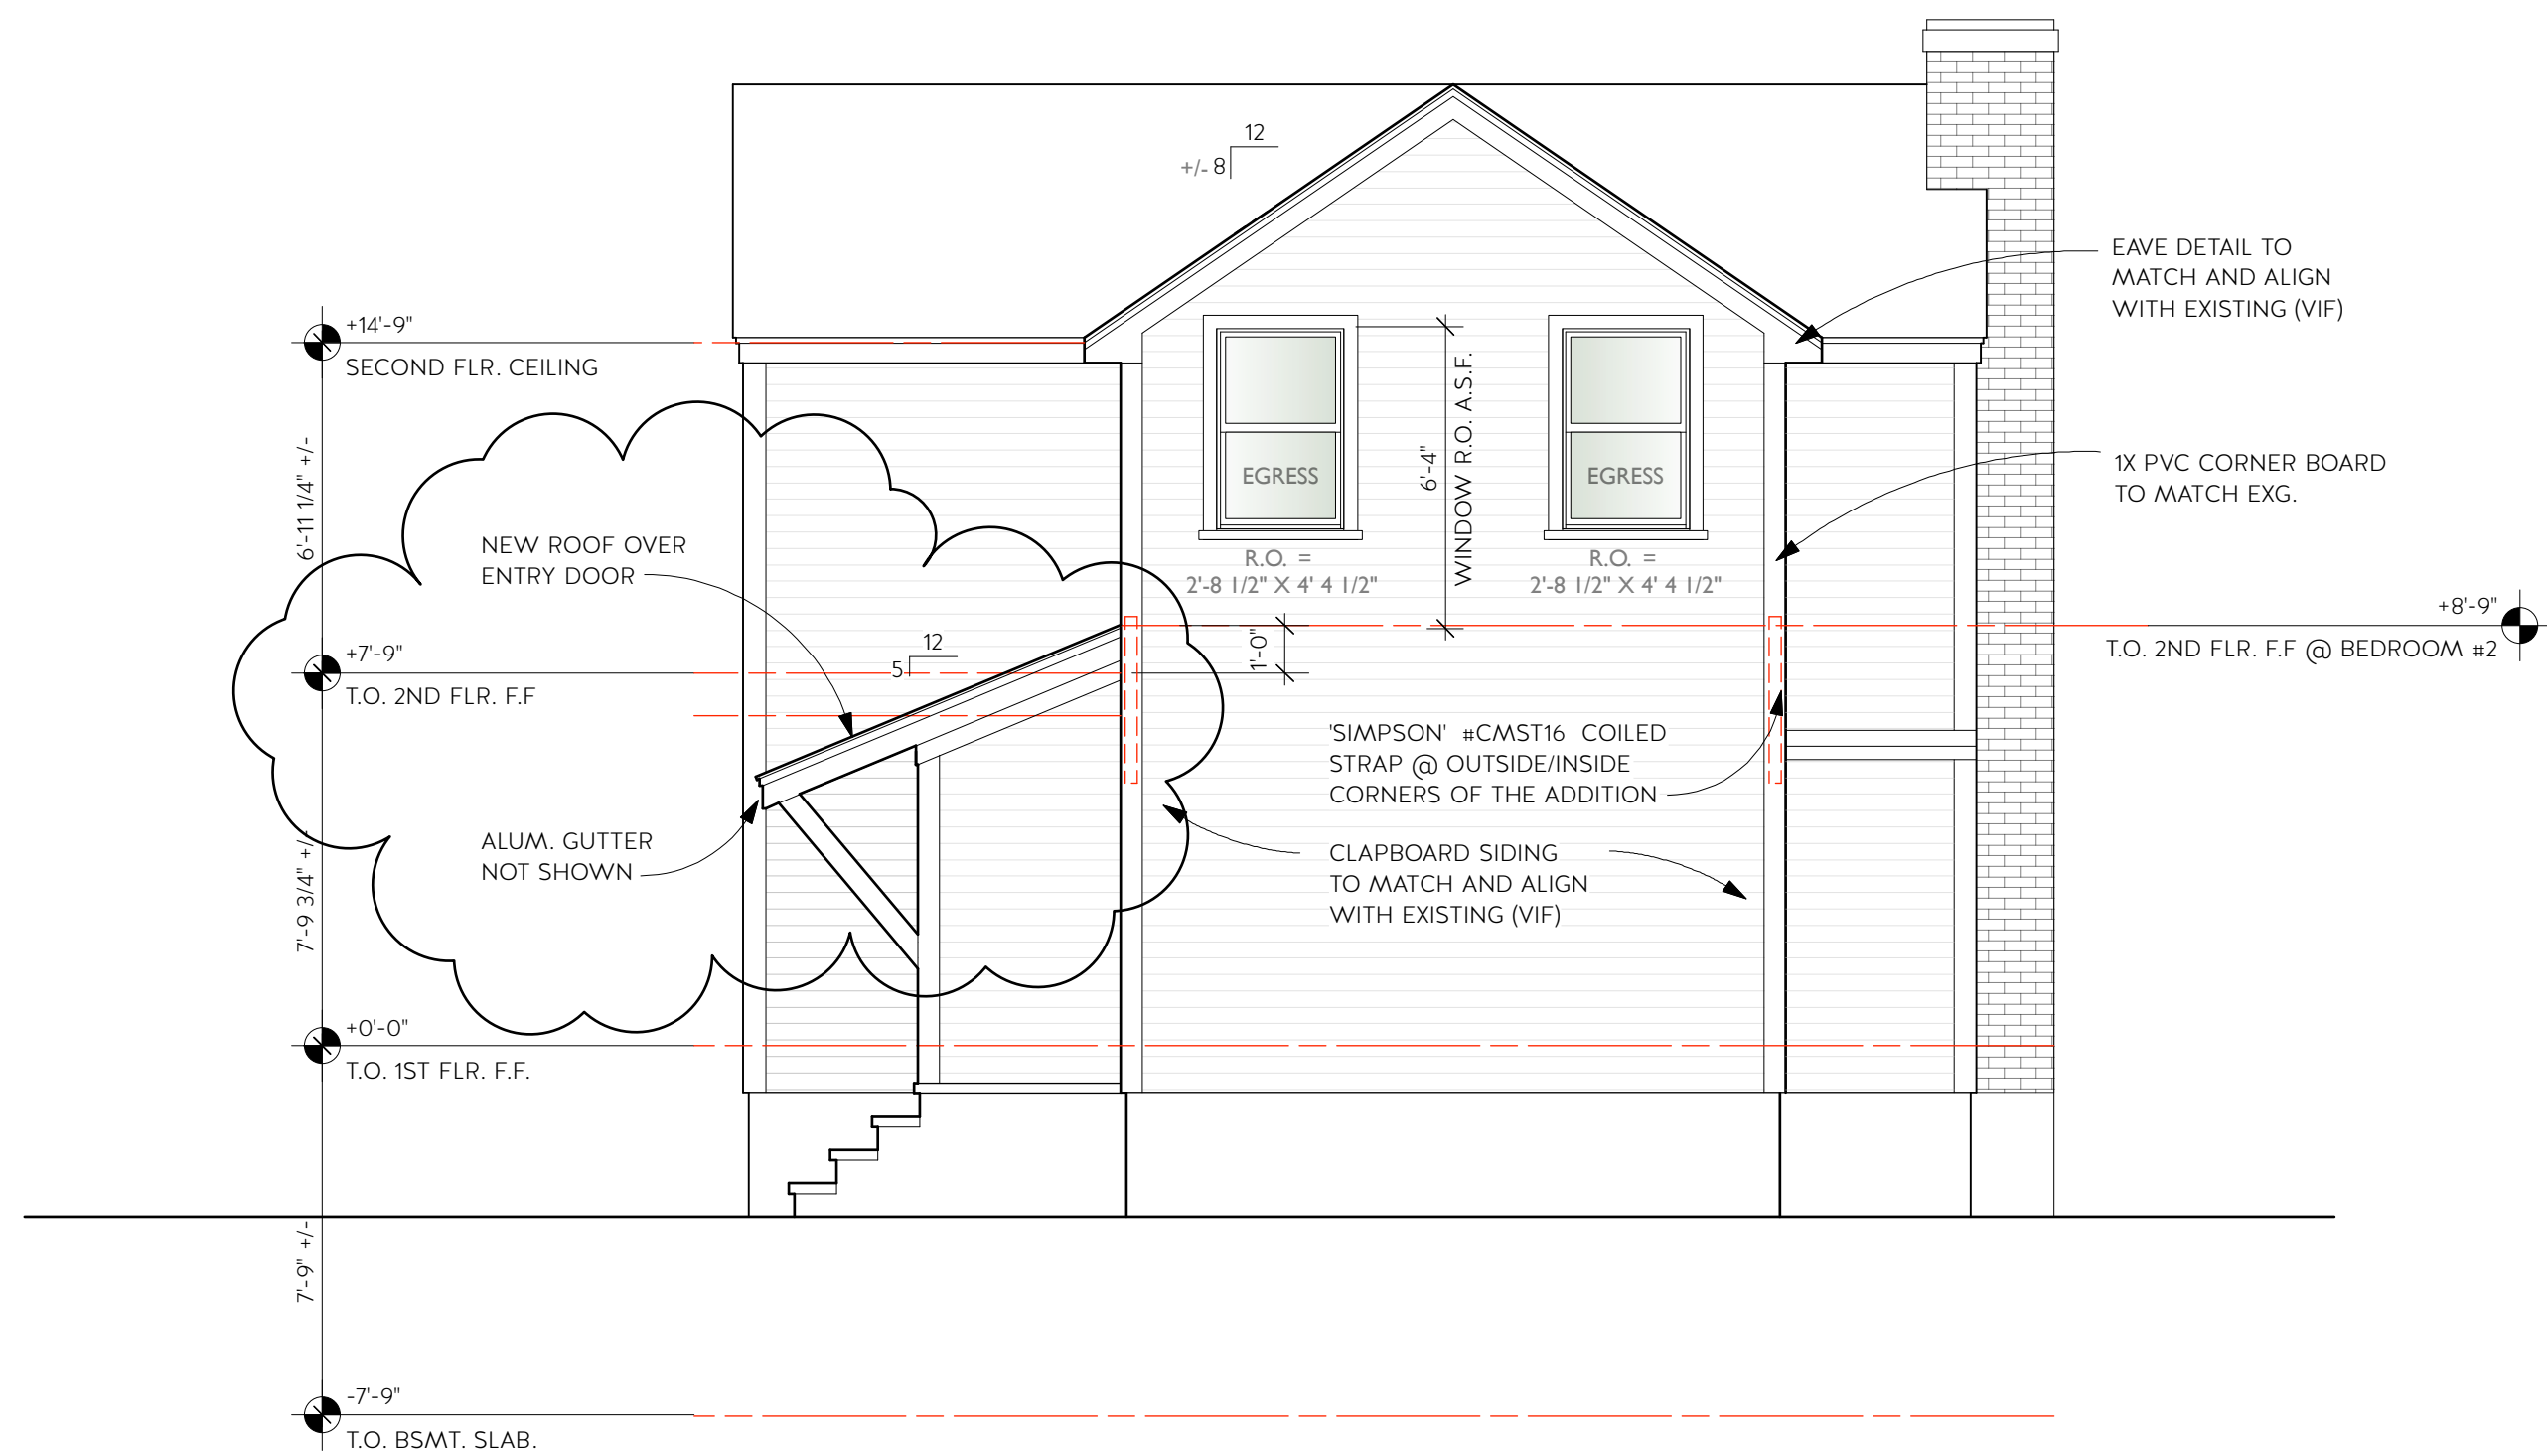 12
+/- 8
EAVE DETAIL TO
MATCH AND ALIGN
WITH EXISTING (VIF)
+14'-9"
SECOND FLR. CEILING
6'-11 1/4" +/-
6'-4"
WINDOW R.O. A.S.F.
EGRESS
EGRESS
1X PVC CORNER BOARD
TO MATCH EXG.
NEW ROOF OVER
ENTRY DOOR
R.O. =
2'-8 1/2" X 4' 4 1/2"
R.O. =
2'-8 1/2" X 4' 4 1/2"
+8'-9"
T.O. 2ND FLR. F.F @ BEDROOM #2
+7'-9"
T.O. 2ND FLR. F.F
12
5
1'-0"
'SIMPSON' #CMST16 COILED
STRAP @ OUTSIDE/INSIDE
CORNERS OF THE ADDITION
ALUM. GUTTER
NOT SHOWN
7'-9 3/4" +/-
CLAPBOARD SIDING
TO MATCH AND ALIGN
WITH EXISTING (VIF)
+0'-0"
T.O. 1ST FLR. F.F.
7'-9" +/-
-7'-9"
T.O. BSMT. SLAB.